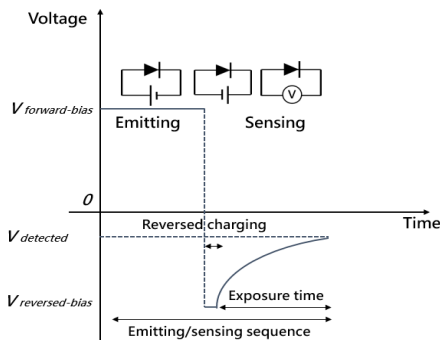 Voltage
V forward-bias
Emitting
Sensing
V
0
Time
Reversed charging
V detected
Exposure time
V reversed-bias
Emitting/sensing sequence